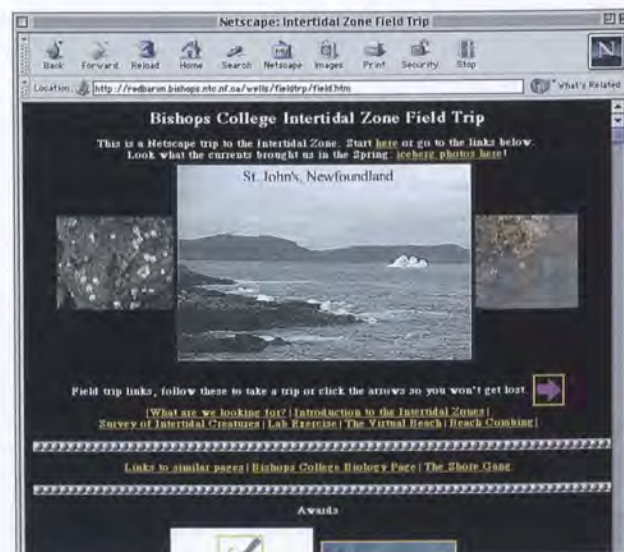 Netscape: Intertidal Zone Field Trip
Back Forward Reload Home Search Netscape Images Print Security Stop
N
Location: http://redbaron.bishops.ntc.nf.ca/wells/fieldtrp/field.htm What's Related
Bishops College Intertidal Zone Field Trip
This is a Netscape trip to the Intertidal Zone. Start here or go to the links below.
Look what the currents brought us in the Spring: iceberg photos here!
St. John's, Newfoundland
Field trip links, follow these to take a trip or click the arrows so you won't get lost.
|What are we looking for?|Introduction to the Intertidal Zones|
Survey of Intertidal Creatures|Lab Exercise|The Virtual Beach|Beach Combing|
Links to similar pages|Bishops College Biology Page|The Shore Gang
Awards